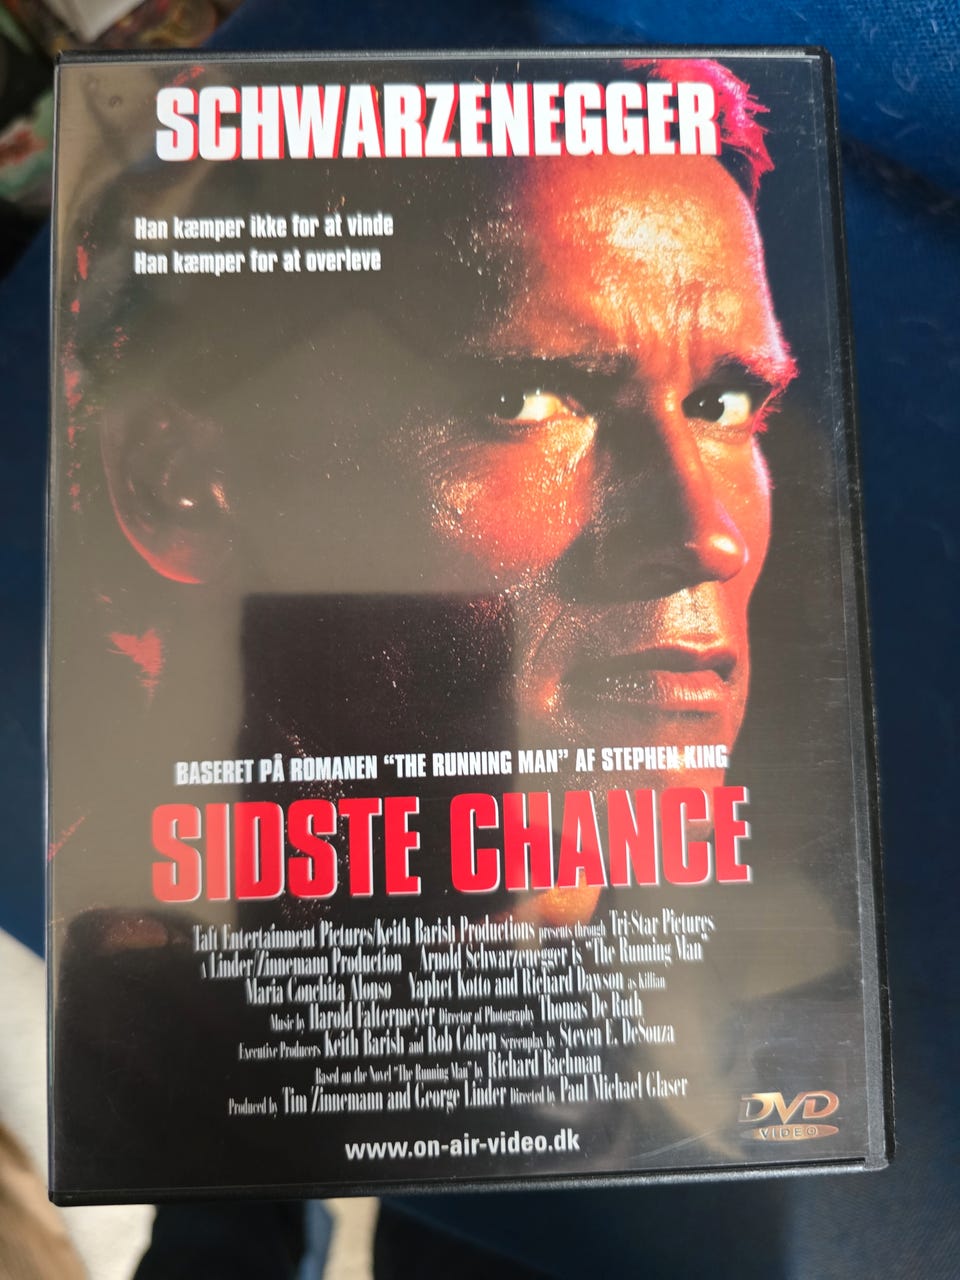 SCHWARZENEGGER
Han kæmper ikke for at vinde
Han kæmper for at overleve
BASERET PÅ ROMANEN “THE RUNNING MAN” AF STEPHEN KING
SIDSTE CHANCE
Taft Entertainment Pictures/Keith Barish Productions presents through Tri-Star Pictures
A Linder/Zinnemann Production Arnold Schwarzenegger is “The Running Man”
Maria Conchita Alonso Yaphet Kotto and Richard Dawson as Killian
Music by Harold Faltermeyer Director of Photography Thomas De Ruth
Executive Producers Keith Barish and Rob Cohen Screenplay by Steven E. DeSouza
Based on the Novel “The Running Man” by Richard Bachman
Produced by Tim Zinnemann and George Linder Directed by Paul Michael Glaser
www.on-air-video.dk
DVD
VIDEO